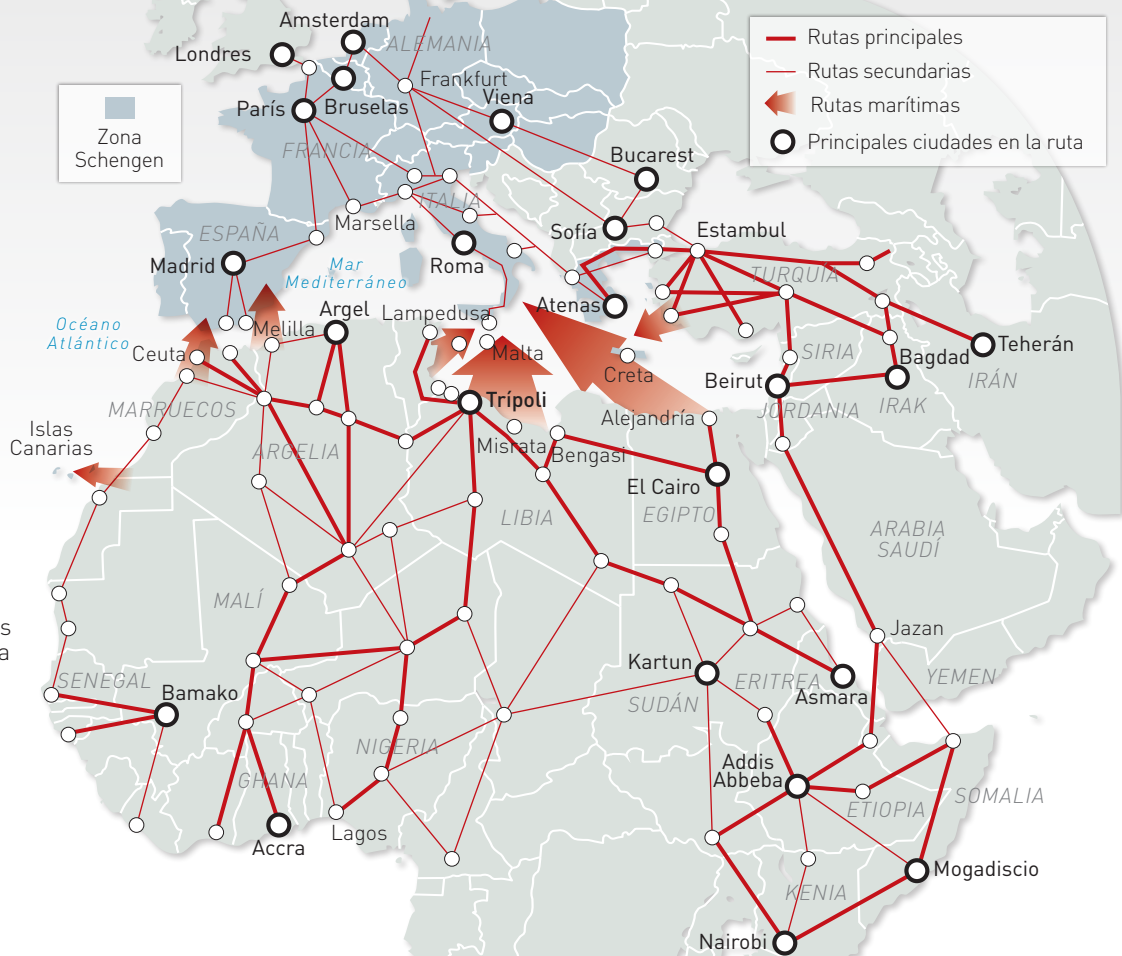 Rutas principales
Rutas secundarias
Rutas marítimas
Principales ciudades en la ruta
Zona
Schengen
Amsterdam
Londres
ALEMANIA
Frankfurt
Bruselas
París
Viena
FRANCIA
Bucarest
ITALIA
Marsella
ESPAÑA
Sofía
Estambul
Madrid
Roma
Mar
Mediterráneo
TURQUÍA
Atenas
Argel
Lampedusa
Océano
Atlántico
Melilla
Ceuta
Malta
SIRIA
Bagdad
Teherán
Creta
Beirut
IRÁN
Trípoli
MARRUECOS
JORDANIA
IRAK
Alejandría
Islas
Canarias
Misrata
Bengasi
ARGELIA
El Cairo
LIBIA
EGIPTO
ARABIA
SAUDÍ
MALÍ
s
a
Jazan
Kartun
SENEGAL
Bamako
ERITREA
Asmara
YEMEN
SUDÁN
NIGERIA
Addis
Abbeba
GHANA
ETIOPIA
SOMALIA
Lagos
Accra
Mogadiscio
KENIA
Nairobi